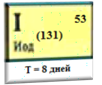 I 53
(131)
Иод
T = 8 дней